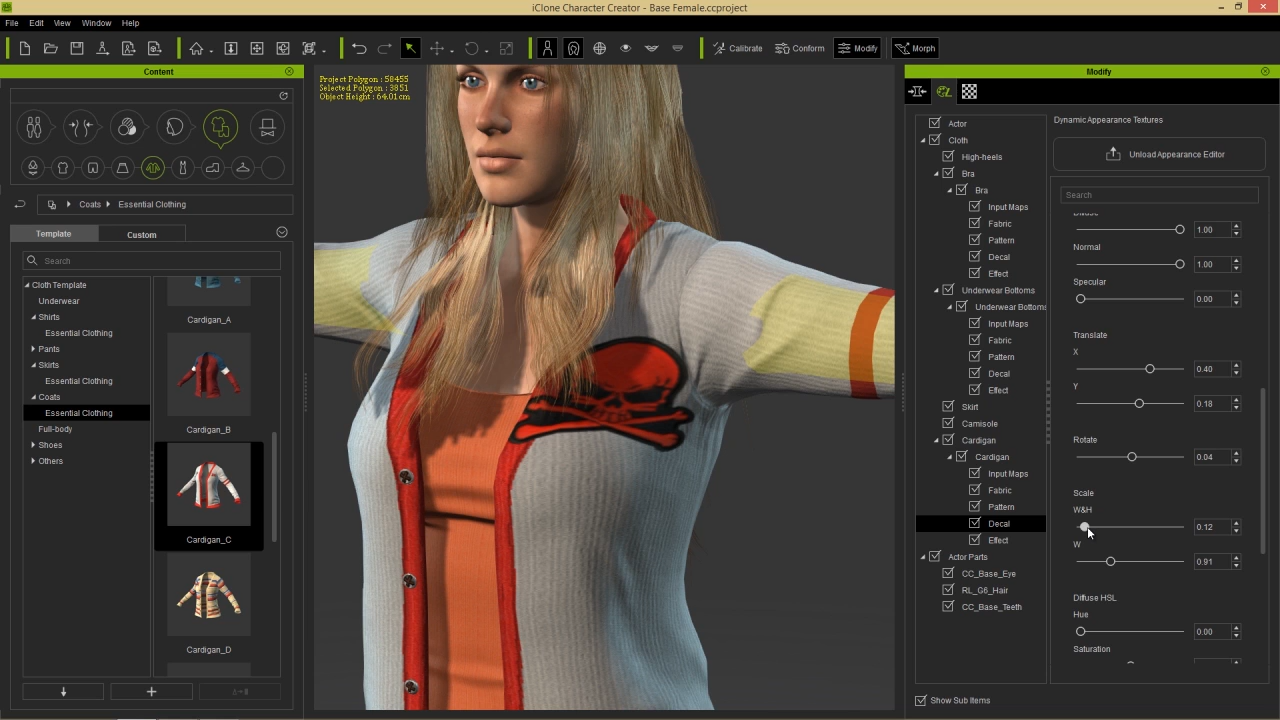 iClone Character Creator - Base Female.ccproject
File Edit View Window Help
Calibrate Conform Modify Morph
Content
Coats Essential Clothing
Template Custom
Search
Cloth Template
Underwear
Shirts
Essential Clothing
Pants
Skirts
Essential Clothing
Coats
Essential Clothing
Full-body
Shoes
Others
Cardigan_A
Cardigan_B
Cardigan_C
Cardigan_D
Project Polygon : 58455
Selected Polygon : 3851
Object Height : 64.01cm
Modify
Actor
Cloth
High-heels
Bra
Bra
Input Maps
Fabric
Pattern
Decal
Effect
Underwear Bottoms
Underwear Bottoms
Input Maps
Fabric
Pattern
Decal
Effect
Skirt
Camisole
Cardigan
Cardigan
Input Maps
Fabric
Pattern
Decal
Effect
Actor Parts
CC_Base_Eye
RL_G6_Hair
CC_Base_Teeth
Show Sub Items
Dynamic Appearance Textures
Unload Appearance Editor
Search
Diffuse
1.00
Normal
1.00
Specular
0.00
Translate
X
0.40
Y
0.18
Rotate
0.04
Scale
W&H
0.12
W
0.91
Diffuse HSL
Hue
0.00
Saturation